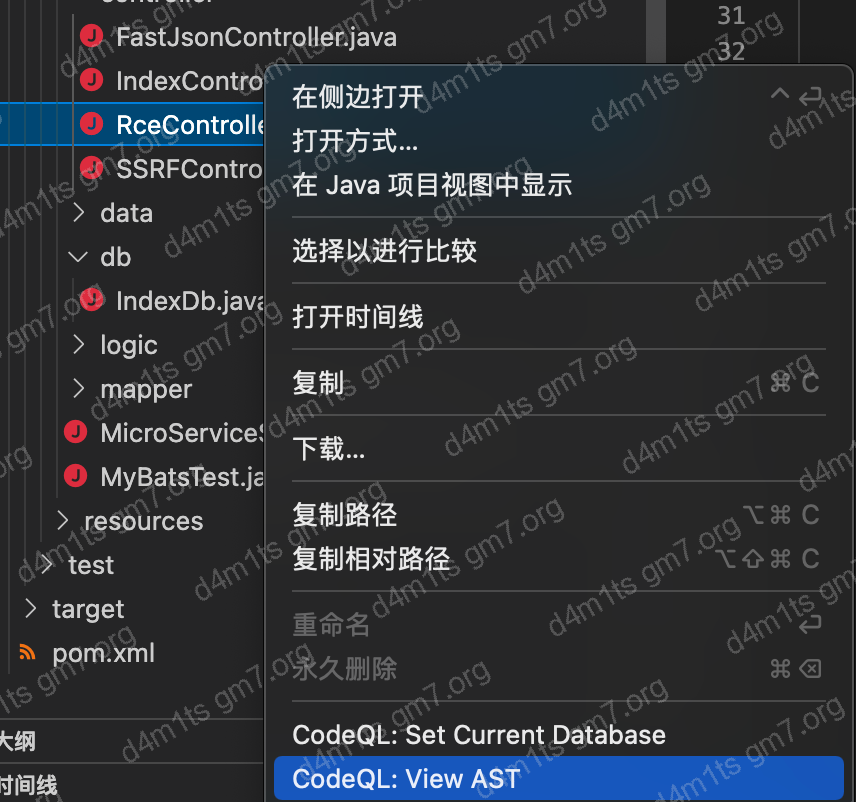 FastJsonController.java
31
32
IndexContro
RceControlle
SSRFContro
data
db
IndexDb.java
logic
mapper
MicroServiceS
MyBatsTest.ja
resources
test
target
pom.xml
大纲
时间线
在侧边打开 ^ ↩
打开方式...
在 Java 项目视图中显示
选择以进行比较
打开时间线
复制 ⌘ C
下载...
复制路径 ⌥ ⌘ C
复制相对路径 ⌥ ⇧ ⌘ C
重命名 ↩
永久删除 ⌘ ⌫
CodeQL: Set Current Database
CodeQL: View AST
d4m1ts gm7.org